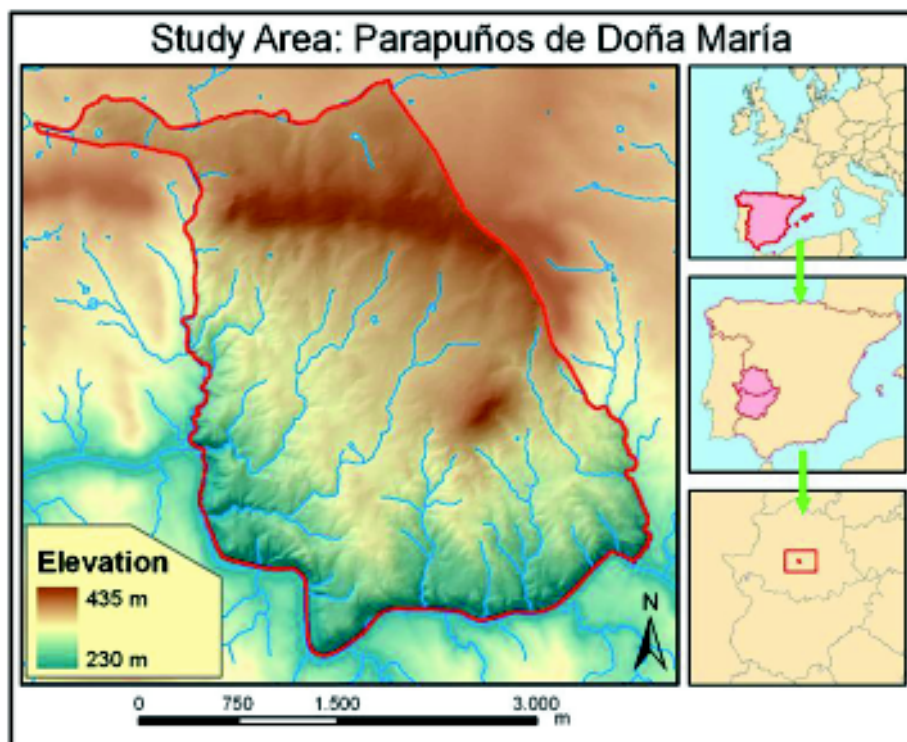 Study Area: Parapuños de Doña María
Elevation
435 m
230 m
N
0 750 1.500 3.000
m